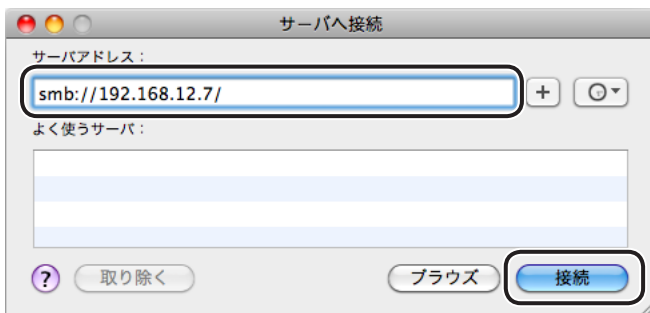 サーバへ接続
サーバアドレス：
smb://192.168.12.7/
+
よく使うサーバ：
? 取り除く ブラウズ 接続